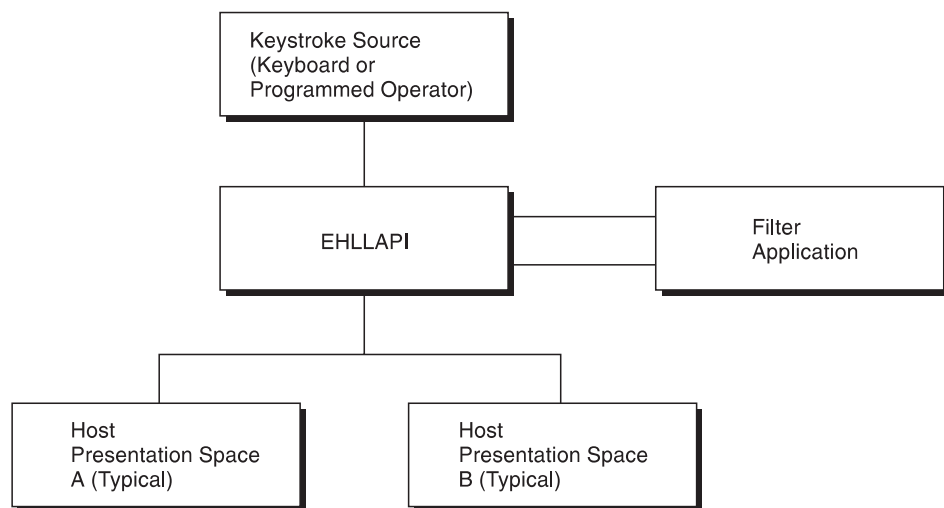 Keystroke Source
(Keyboard or
Programmed Operator)
EHLLAPI
Filter
Application
Host
Presentation Space
A (Typical)
Host
Presentation Space
B (Typical)